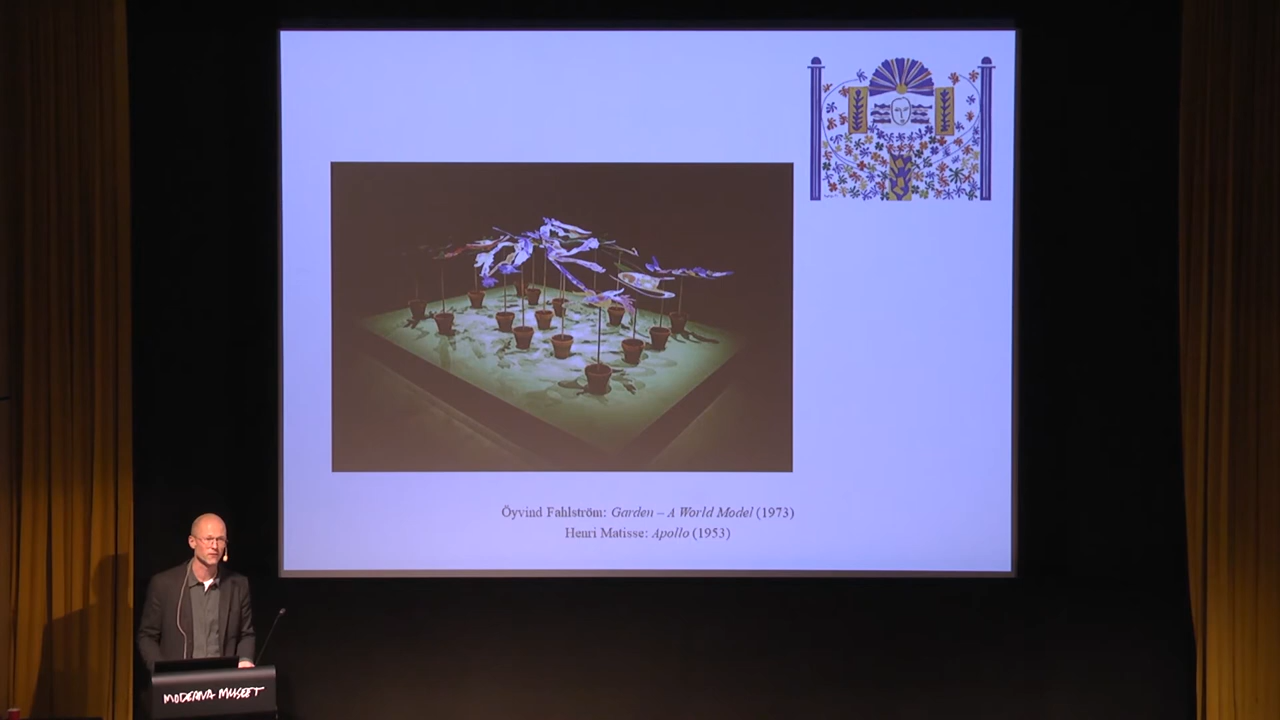 Öyvind Fahlström: Garden – A World Model (1973)
Henri Matisse: Apollo (1953)
MODERNA MUSEET